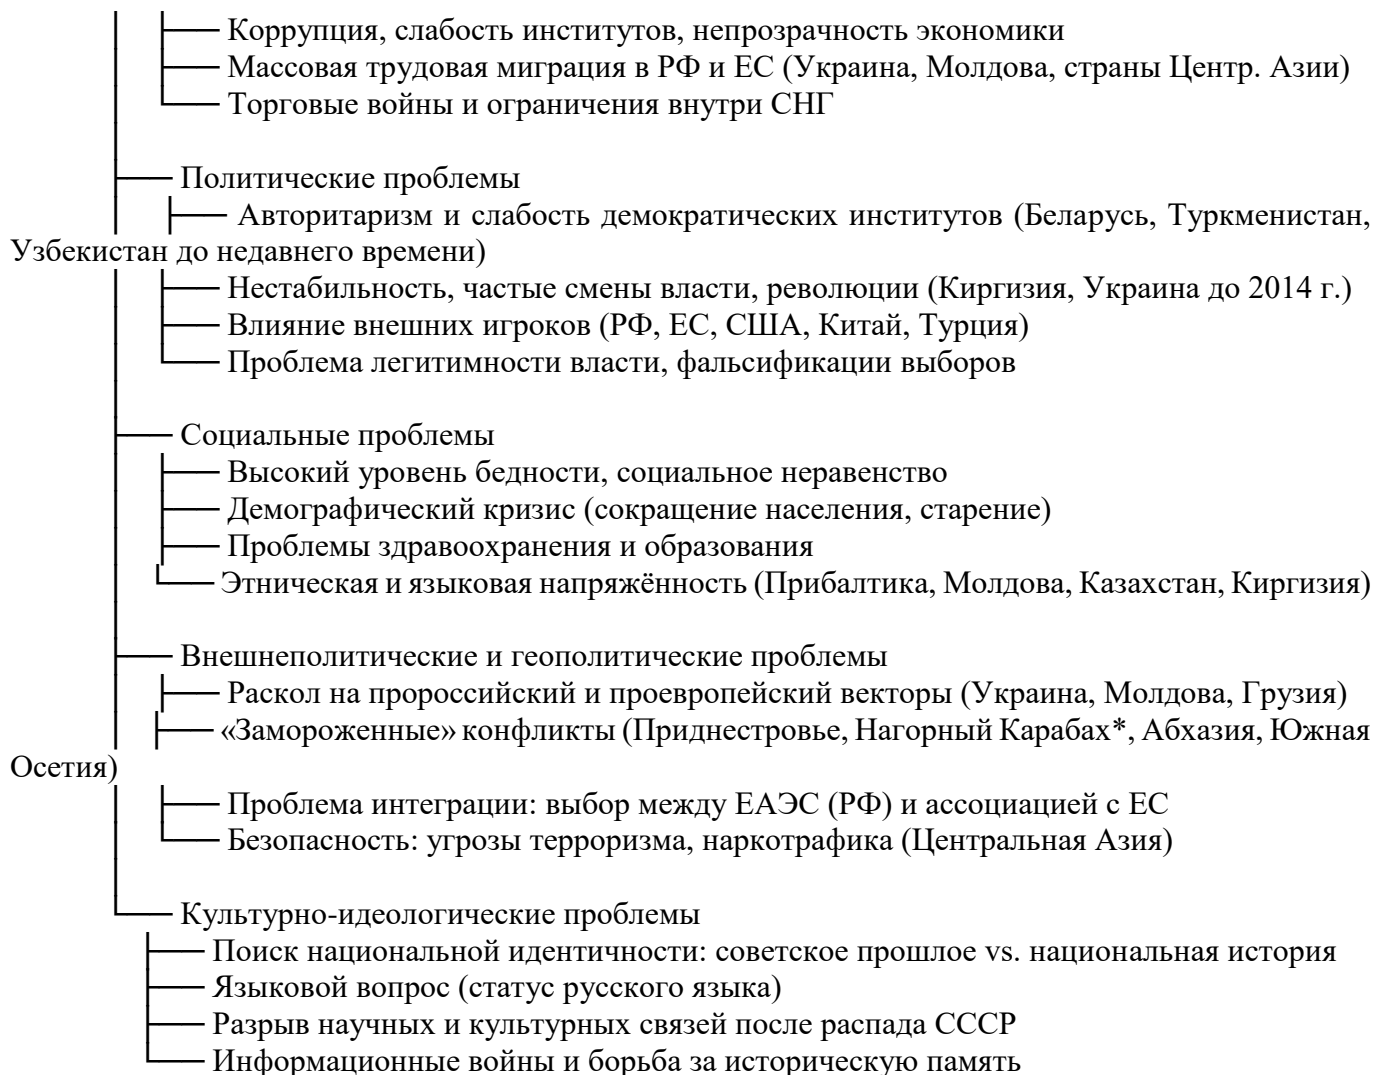 Коррупция, слабость институтов, непрозрачность экономики
Массовая трудовая миграция в РФ и ЕС (Украина, Молдова, страны Центр. Азии)
Торговые войны и ограничения внутри СНГ
Политические проблемы
Авторитаризм и слабость демократических институтов (Беларусь, Туркменистан,
Узбекистан до недавнего времени)
Нестабильность, частые смены власти, революции (Киргизия, Украина до 2014 г.)
Влияние внешних игроков (РФ, ЕС, США, Китай, Турция)
Проблема легитимности власти, фальсификации выборов
Социальные проблемы
Высокий уровень бедности, социальное неравенство
Демографический кризис (сокращение населения, старение)
Проблемы здравоохранения и образования
Этническая и языковая напряжённость (Прибалтика, Молдова, Казахстан, Киргизия)
Внешнеполитические и геополитические проблемы
Раскол на пророссийский и проевропейский векторы (Украина, Молдова, Грузия)
«Замороженные» конфликты (Приднестровье, Нагорный Карабах*, Абхазия, Южная
Осетия)
Проблема интеграции: выбор между ЕАЭС (РФ) и ассоциацией с ЕС
Безопасность: угрозы терроризма, наркотрафика (Центральная Азия)
Культурно-идеологические проблемы
Поиск национальной идентичности: советское прошлое vs. национальная история
Языковой вопрос (статус русского языка)
Разрыв научных и культурных связей после распада СССР
Информационные войны и борьба за историческую память